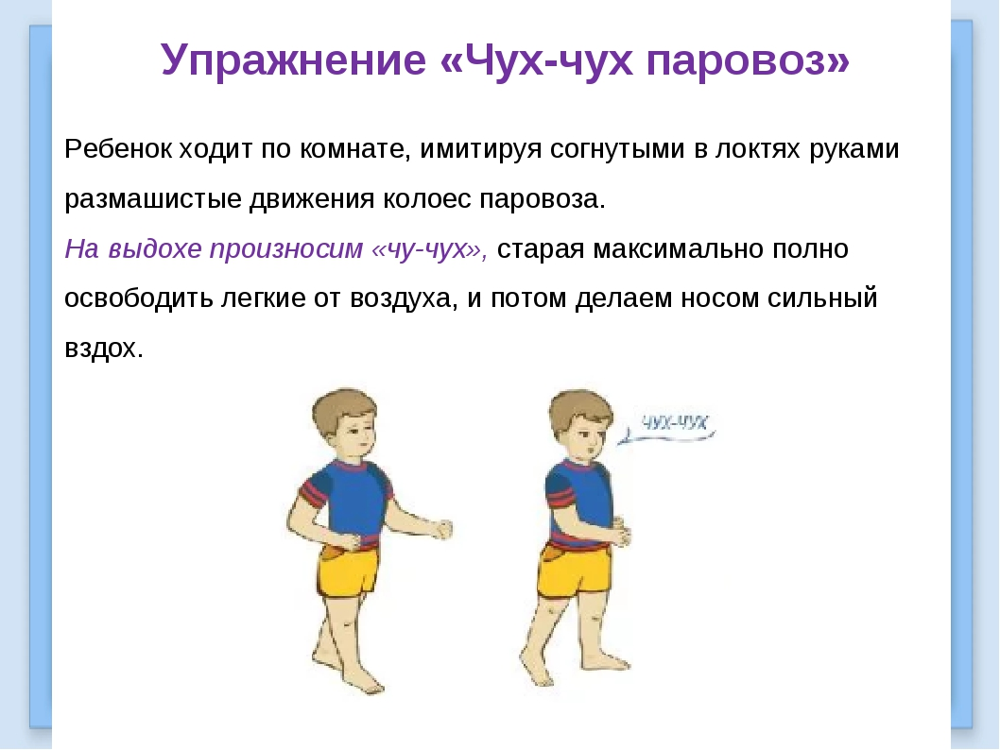 Упражнение «Чух-чух паровоз»
Ребенок ходит по комнате, имитируя согнутыми в локтях руками
размашистые движения колоес паровоза.
На выдохе произносим «чу-чух», старая максимально полно
освободить легкие от воздуха, и потом делаем носом сильный
вздох.
ЧУХ-ЧУХ